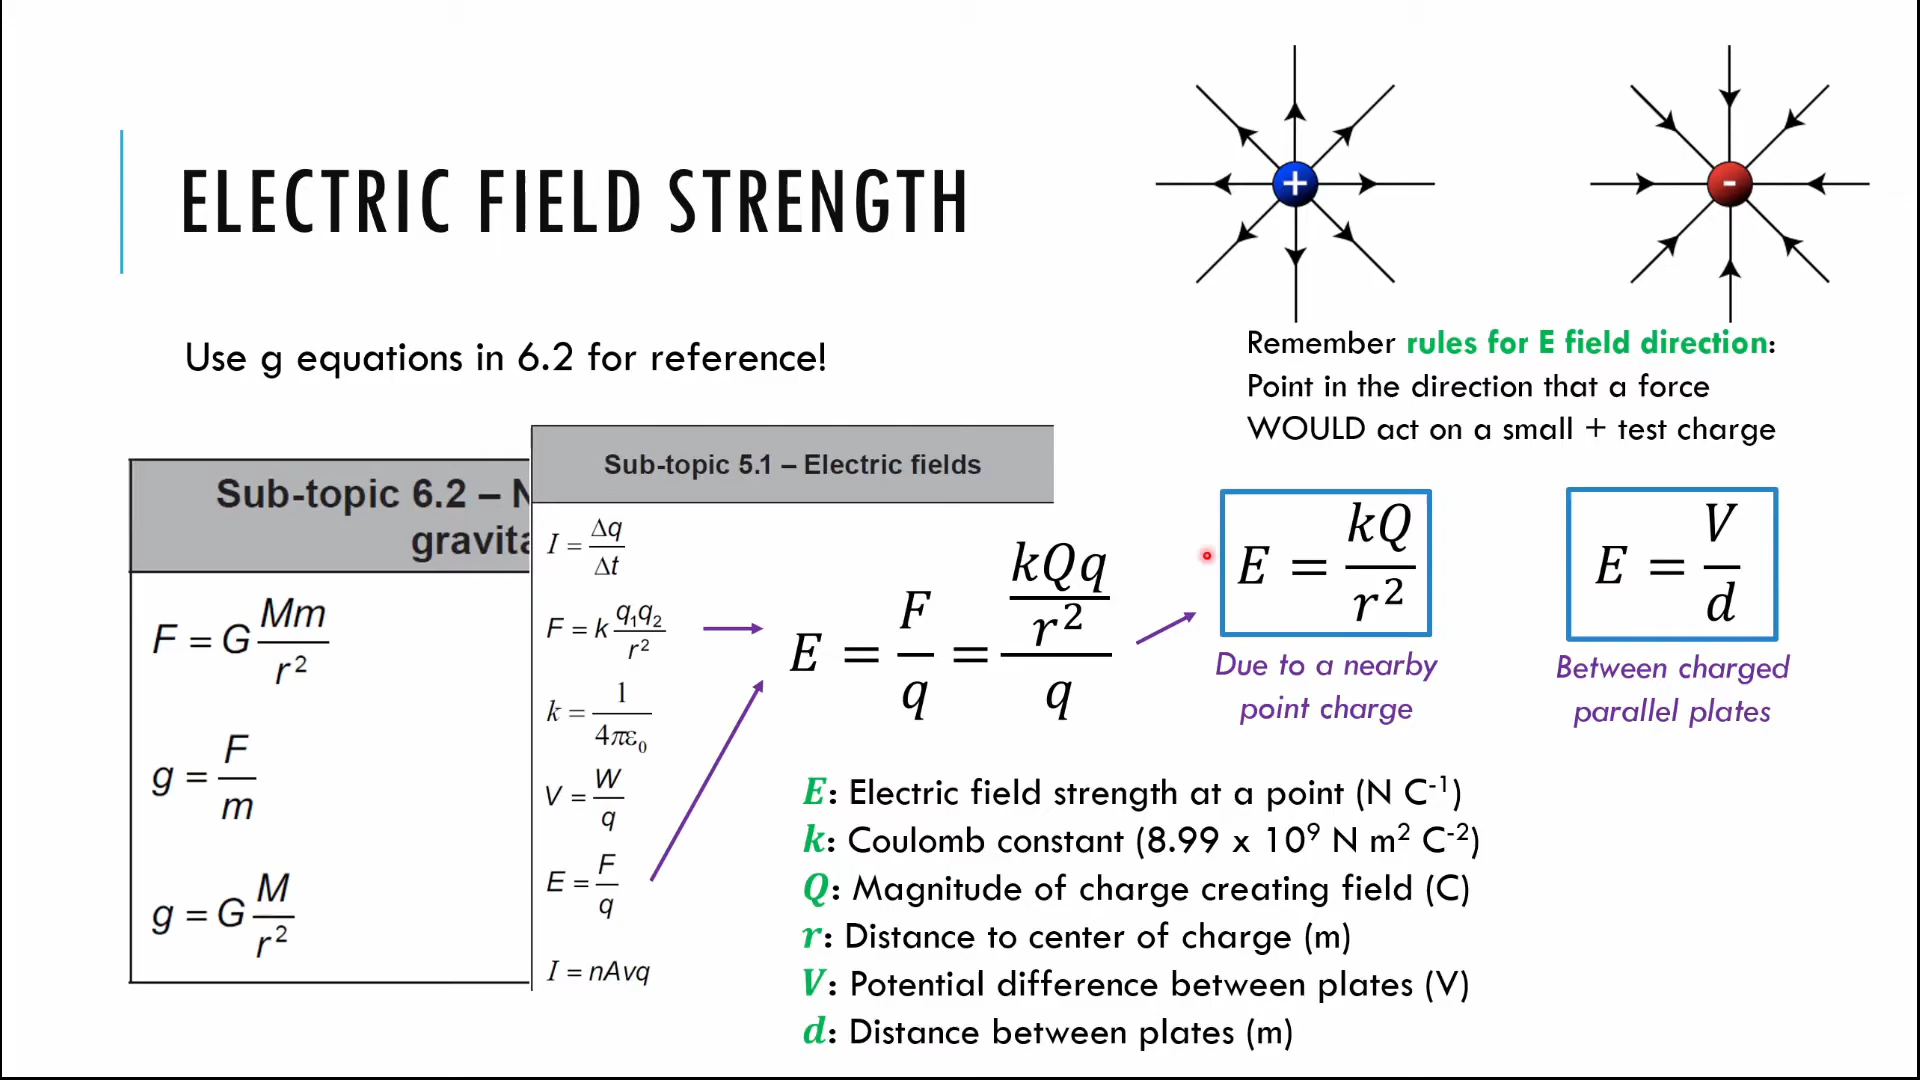 ELECTRIC FIELD STRENGTH
+
-
Use g equations in 6.2 for reference!
Remember rules for E field direction:
Point in the direction that a force
WOULD act on a small + test charge
Sub-topic 6.2 –
Sub-topic 5.1 – Electric fields
F = G Mm / r²
g = F / m
g = G M / r²
I = Δq / Δt
F = k q₁q₂ / r²
k = 1 / 4πε₀
V = W / q
E = F / q
I = nAvq
E = F / q = kQq / r² / q
E = kQ / r²
Due to a nearby
point charge
E = V / d
Between charged
parallel plates
E: Electric field strength at a point (N C⁻¹)
k: Coulomb constant (8.99 x 10⁹ N m² C⁻²)
Q: Magnitude of charge creating field (C)
r: Distance to center of charge (m)
V: Potential difference between plates (V)
d: Distance between plates (m)